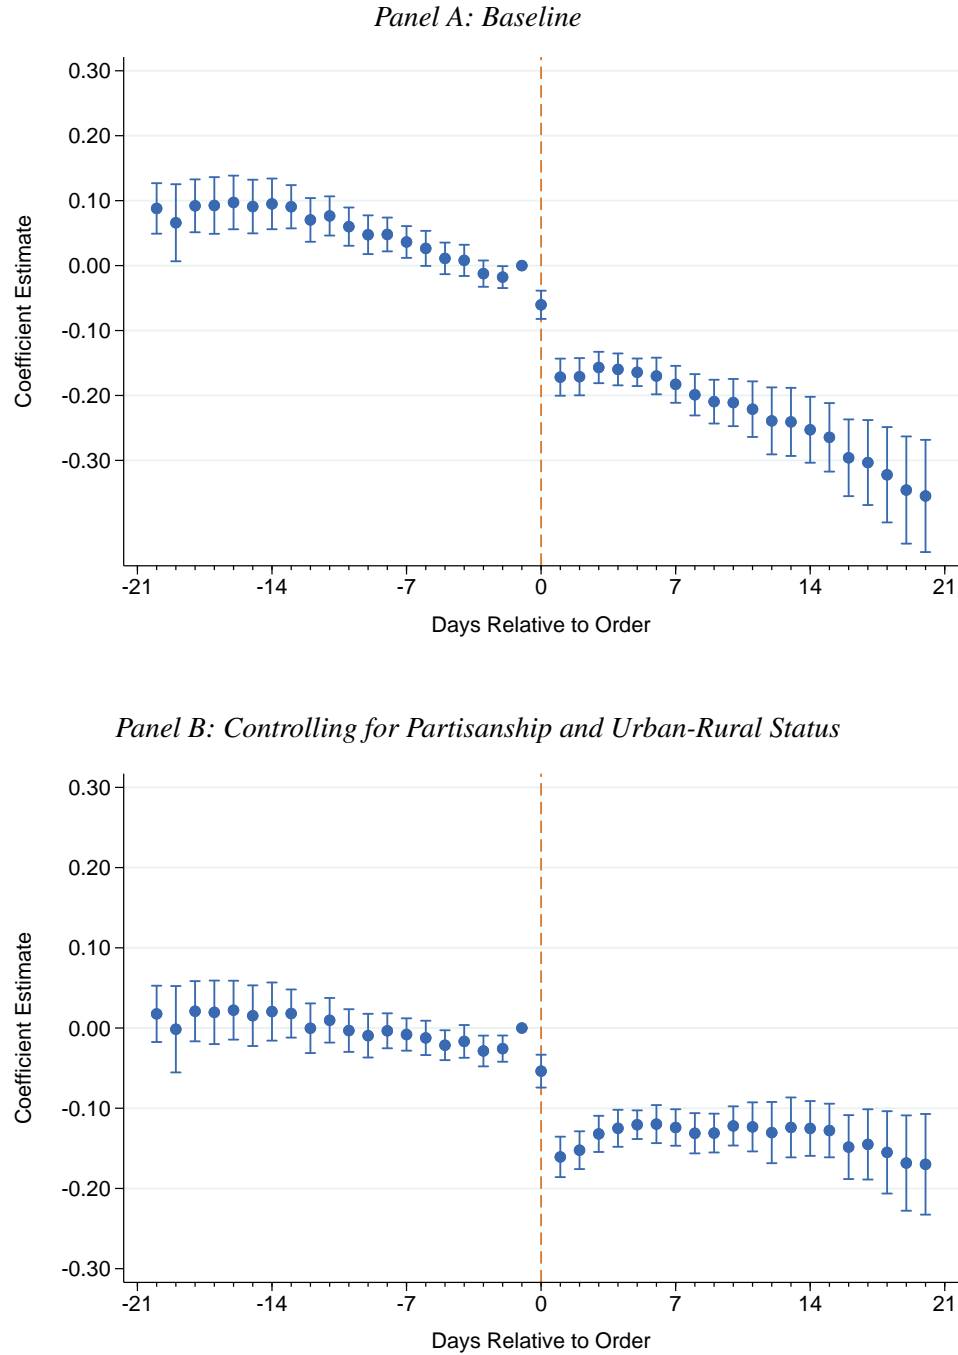 Panel A: Baseline
0.30
0.20
0.10
0.00
-0.10
-0.20
-0.30
Coefficient Estimate
-21 -14 -7 0 7 14 21
Days Relative to Order
Panel B: Controlling for Partisanship and Urban-Rural Status
0.30
0.20
0.10
0.00
-0.10
-0.20
-0.30
Coefficient Estimate
-21 -14 -7 0 7 14 21
Days Relative to Order